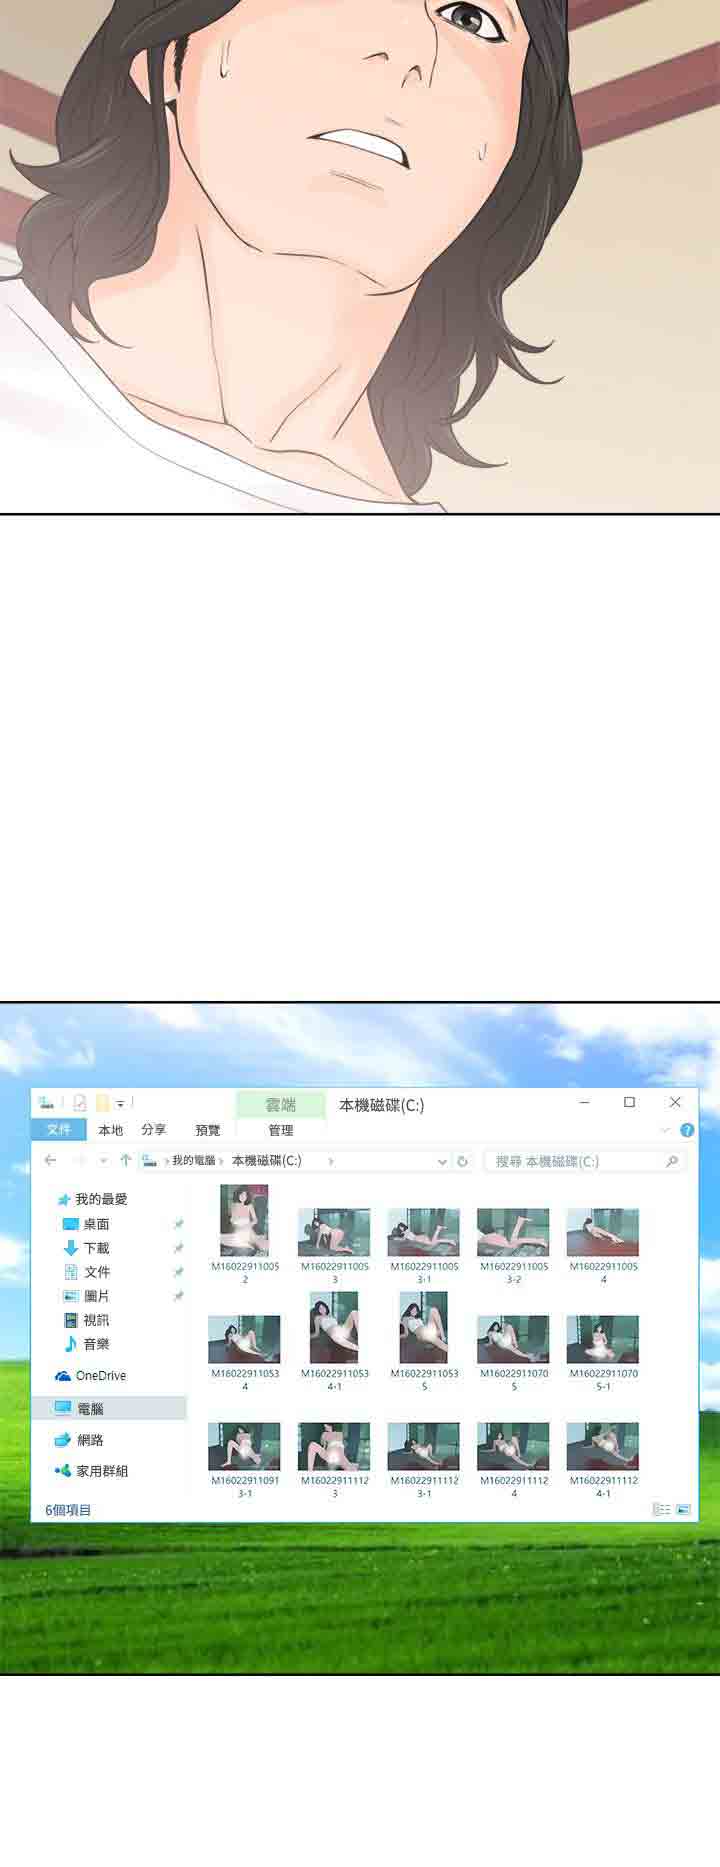 雲端 本機磁碟(C:)
文件 本地 分享 預覽 管理
我的電腦 本機磁碟(C:) 搜尋 本機磁碟(C:)
我的最愛
桌面
下載
文件
圖片
視訊
音樂
OneDrive
電腦
網路
家用群組
M160229110052
M160229110053
M160229110053-1
M160229110053-2
M160229110054
M160229110534
M160229110534-1
M160229110535
M160229110705
M160229110705-1
M160229110913-1
M160229111123
M160229111123-1
M160229111124
M160229111124-1
6個項目